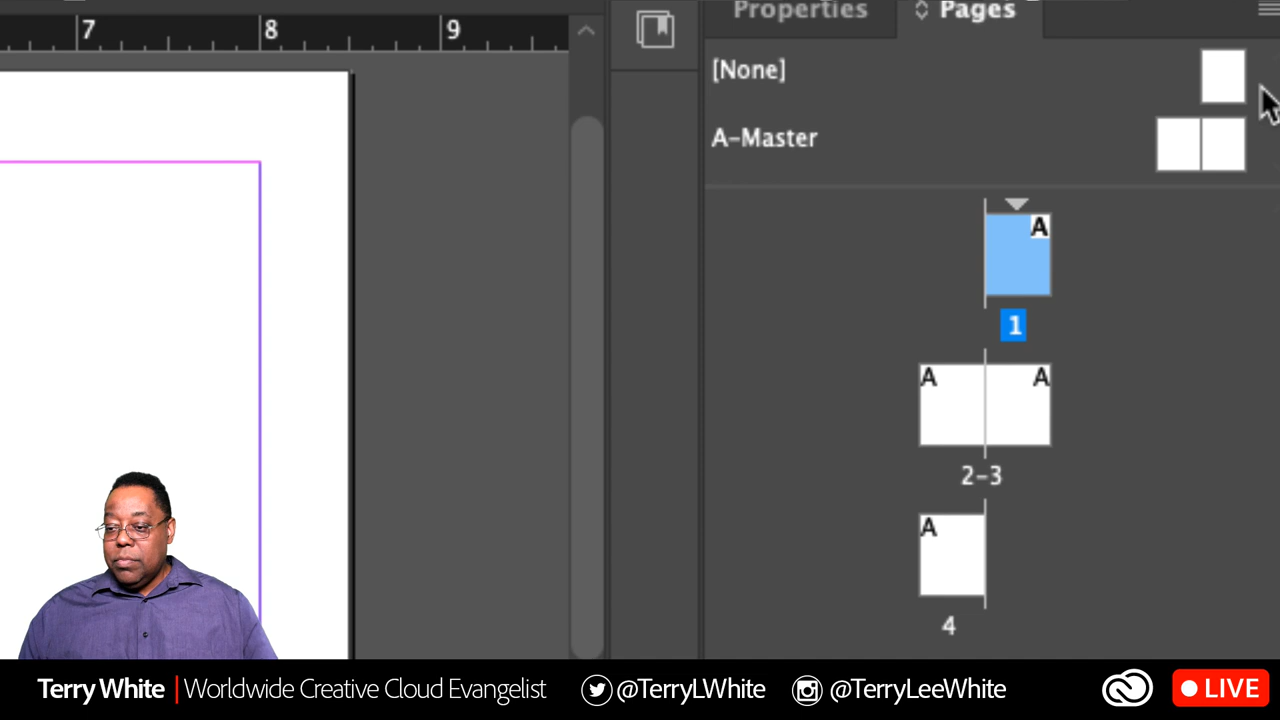 7 8 9
Properties Pages
[None]
A-Master
A
1
A A
2-3
A
4
Terry White | Worldwide Creative Cloud Evangelist @TerryLWhite @TerryLeeWhite LIVE